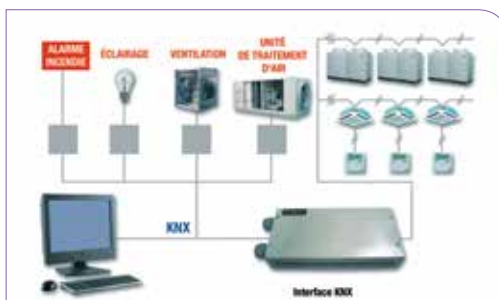 ALARME
INCENDIE
ÉCLAIRAGE
VENTILATION
UNITÉ
DE TRAITEMENT
D'AIR
KNX
Interface KNX